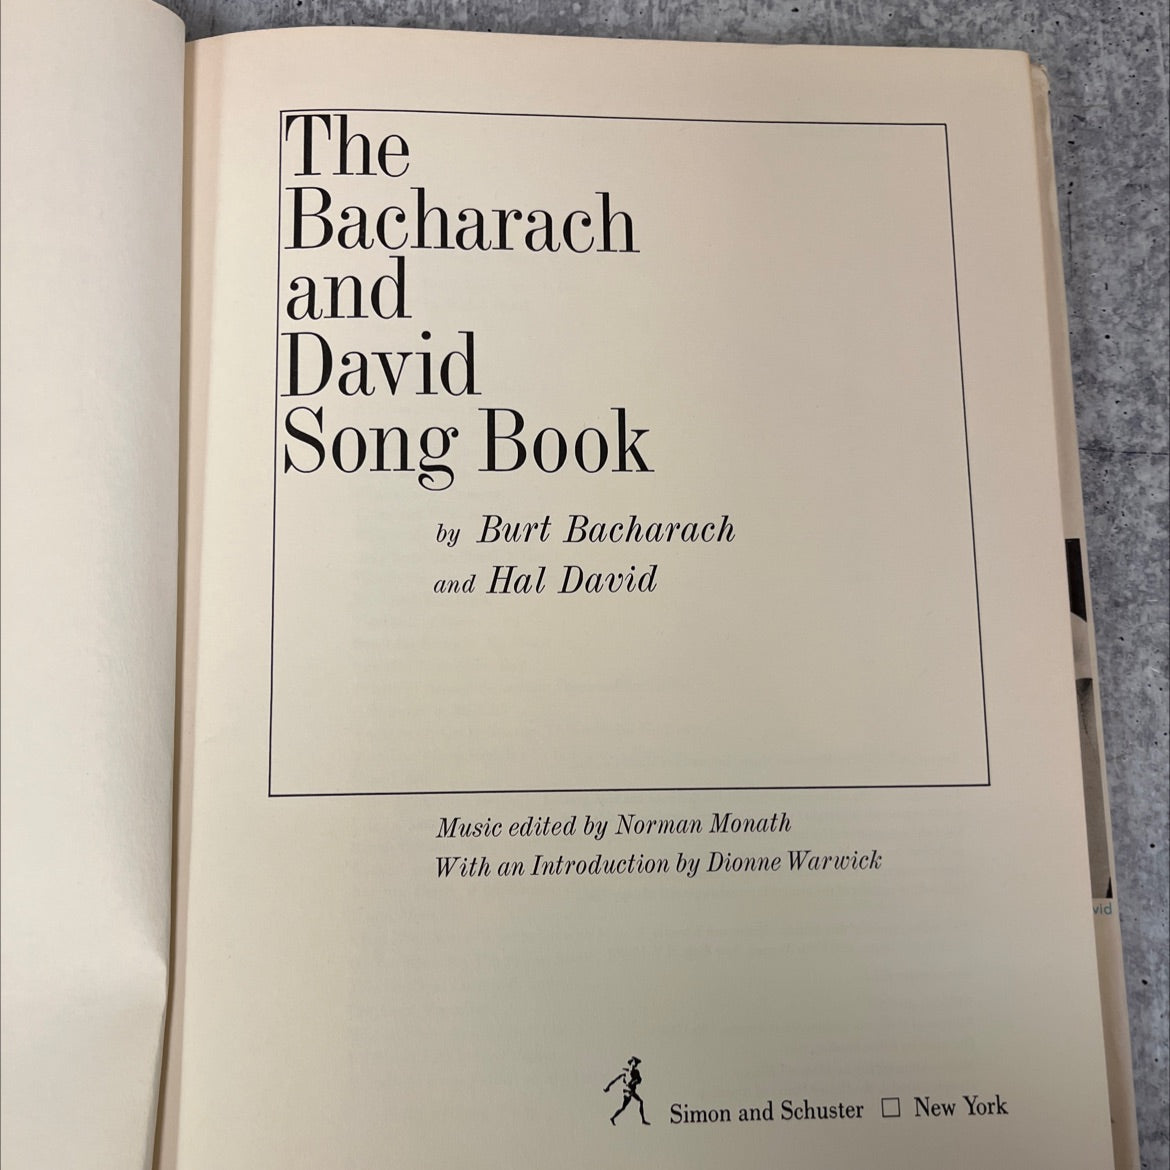 The
Bacharach
and
David
Song Book
by Burt Bacharach
and Hal David
Music edited by Norman Monath
With an Introduction by Dionne Warwick
Simon and Schuster □ New York
vid